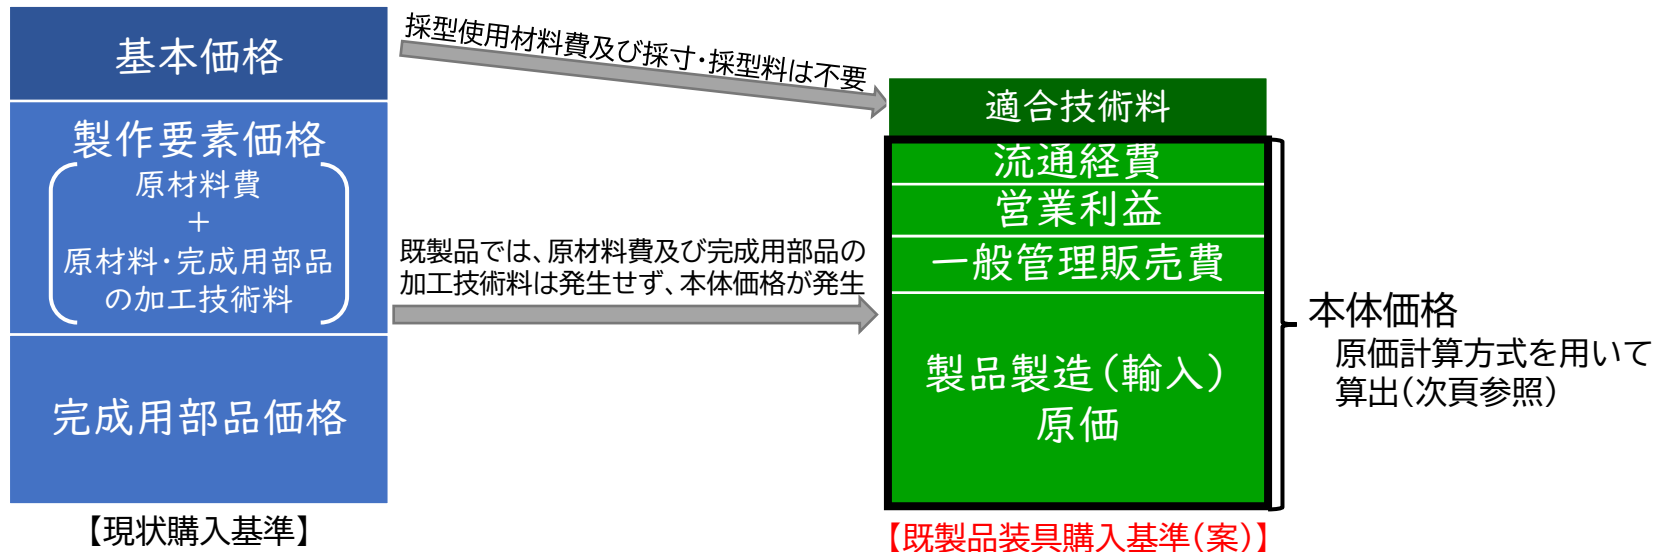 基本価格
製作要素価格
原材料費
+
原材料・完成用部品
の加工技術料
完成用部品価格
【現状購入基準】
採型使用材料費及び採寸・採型料は不要
既製品では、原材料費及び完成用部品の
加工技術料は発生せず、本体価格が発生
適合技術料
流通経費
営業利益
一般管理販売費
製品製造(輸入)
原価
【既製品装具購入基準(案)】
本体価格
原価計算方式を用いて
算出(次頁参照)